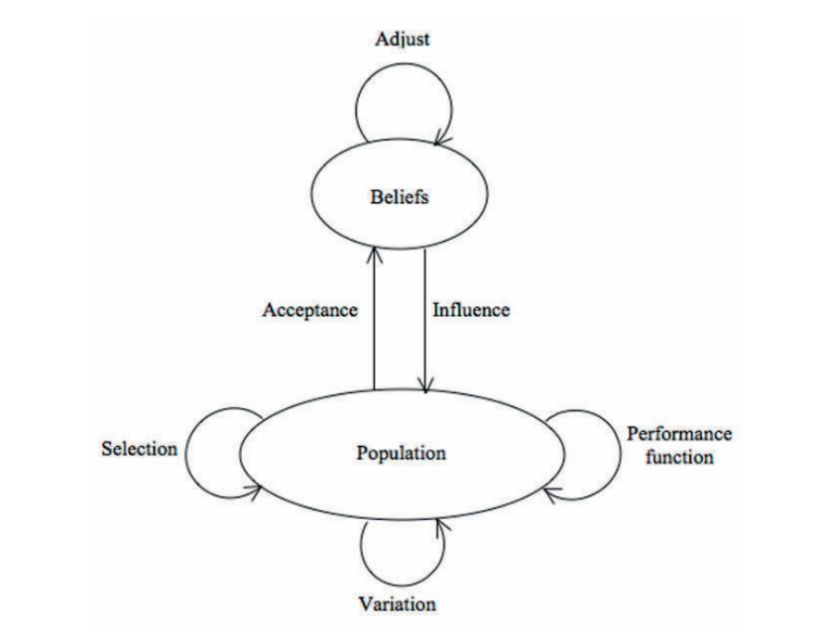 Adjust
Beliefs
Acceptance
Influence
Selection
Population
Performance
function
Variation